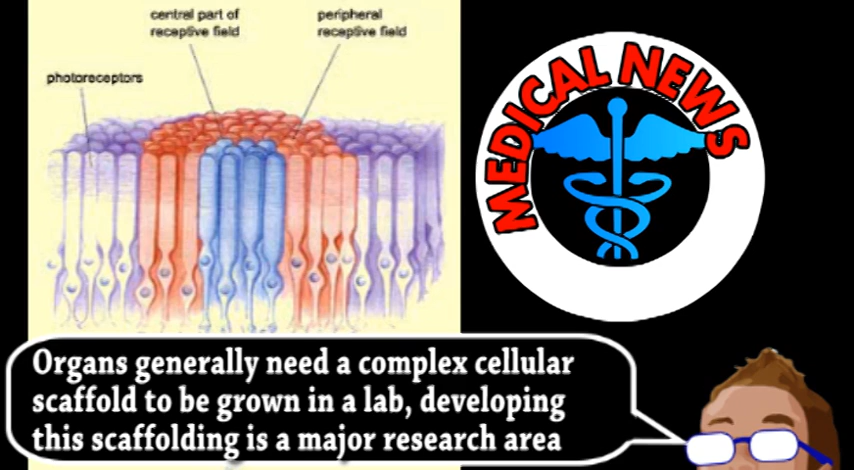 central part of
receptive field
peripheral
receptive field
photoreceptors
MEDICAL NEWS
Organs generally need a complex cellular
scaffold to be grown in a lab, developing
this scaffolding is a major research area